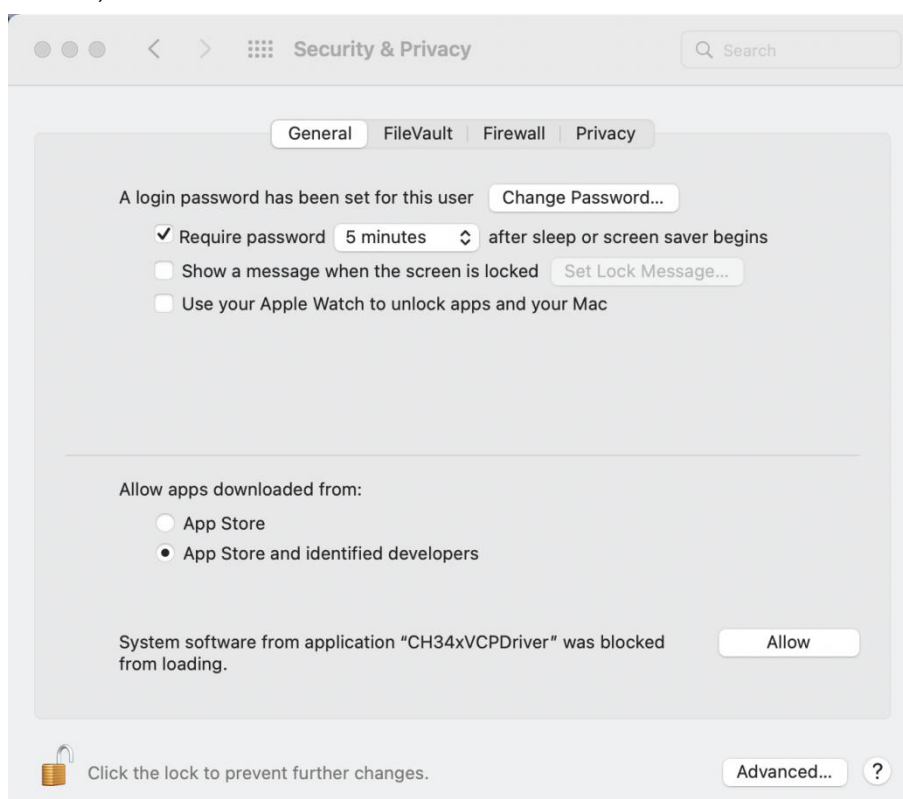 Security & Privacy
Search
General FileVault Firewall Privacy
A login password has been set for this user Change Password...
Require password 5 minutes after sleep or screen saver begins
Show a message when the screen is locked Set Lock Message...
Use your Apple Watch to unlock apps and your Mac
Allow apps downloaded from:
App Store
App Store and identified developers
System software from application “CH34xVCPDriver” was blocked Allow
from loading.
Click the lock to prevent further changes. Advanced... ?